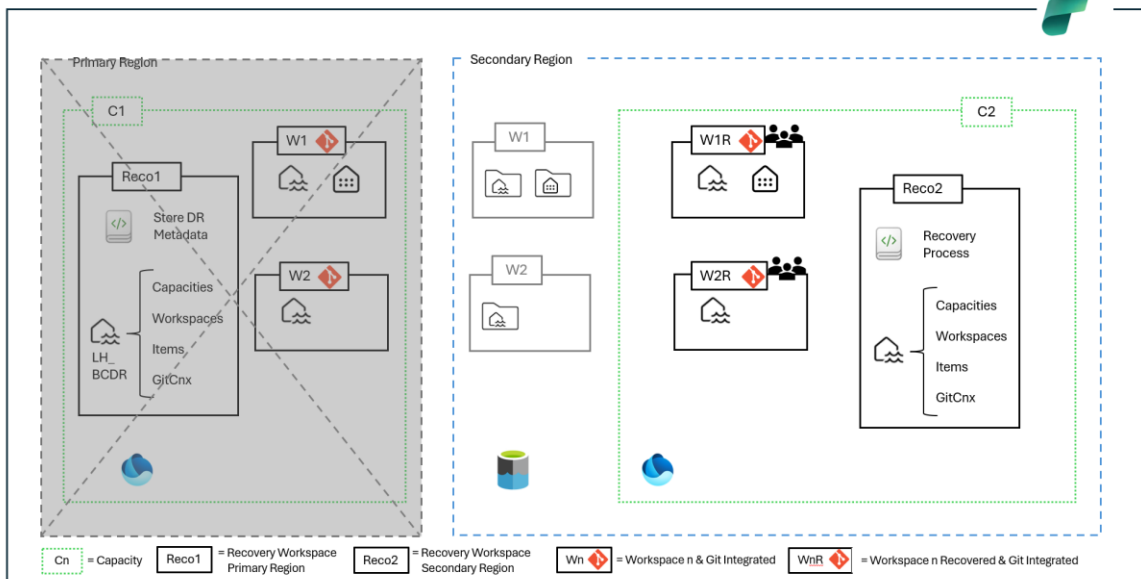 Primary Region
C1
Reco1
</>
Store DR
Metadata
LH_
BCDR
Capacities
Workspaces
Items
GitCnx
W1
W2
Secondary Region
W1
W2
C2
W1R
W2R
Reco2
</>
Recovery
Process
Capacities
Workspaces
Items
GitCnx
Cn = Capacity
Reco1 = Recovery Workspace
Primary Region
Reco2 = Recovery Workspace
Secondary Region
Wn = Workspace n & Git Integrated
WnR = Workspace n Recovered & Git Integrated